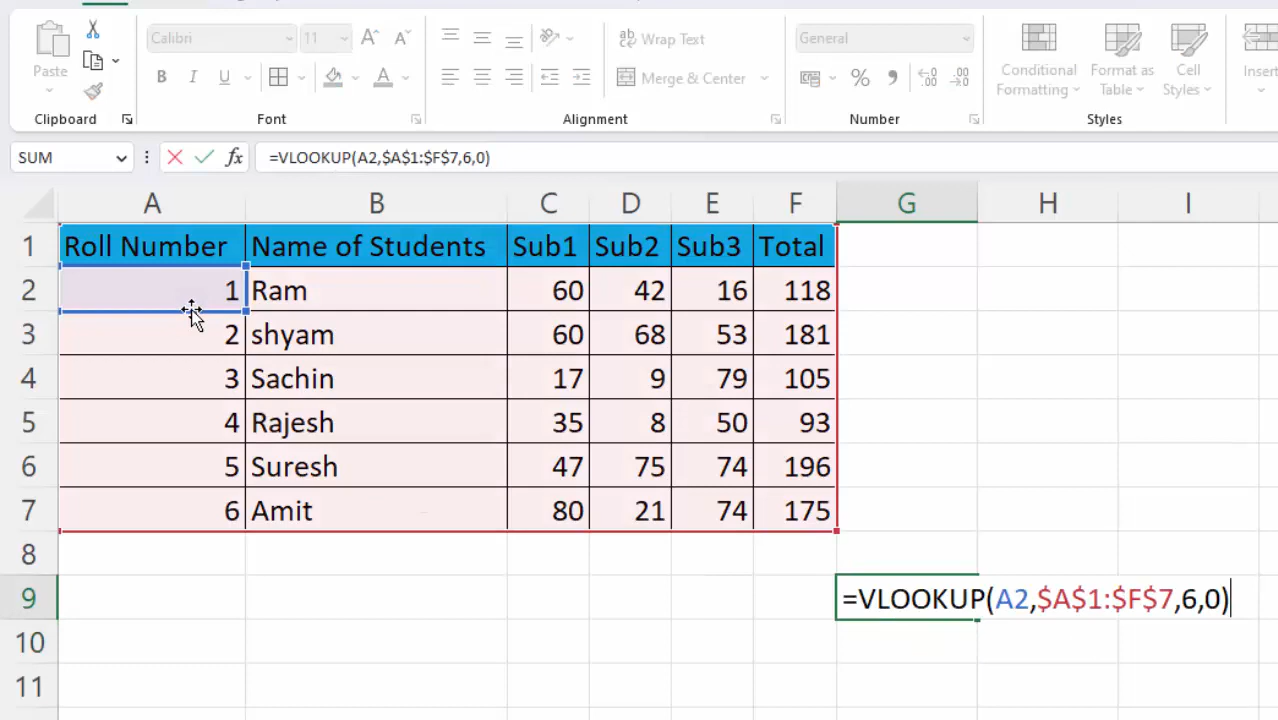 Calibri 11 A A ab Wrap Text General
Paste B I U A Merge & Center % , Conditional Formatting Format as Table Cell Styles Insert
Clipboard Font Alignment Number Styles
SUM fx =VLOOKUP(A2,$A$1:$F$7,6,0)
A B C D E F G H I
1 Roll Number Name of Students Sub1 Sub2 Sub3 Total
2 1 Ram 60 42 16 118
3 2 shyam 60 68 53 181
4 3 Sachin 17 9 79 105
5 4 Rajesh 35 8 50 93
6 5 Suresh 47 75 74 196
7 6 Amit 80 21 74 175
8
9 =VLOOKUP(A2,$A$1:$F$7,6,0)
10
11